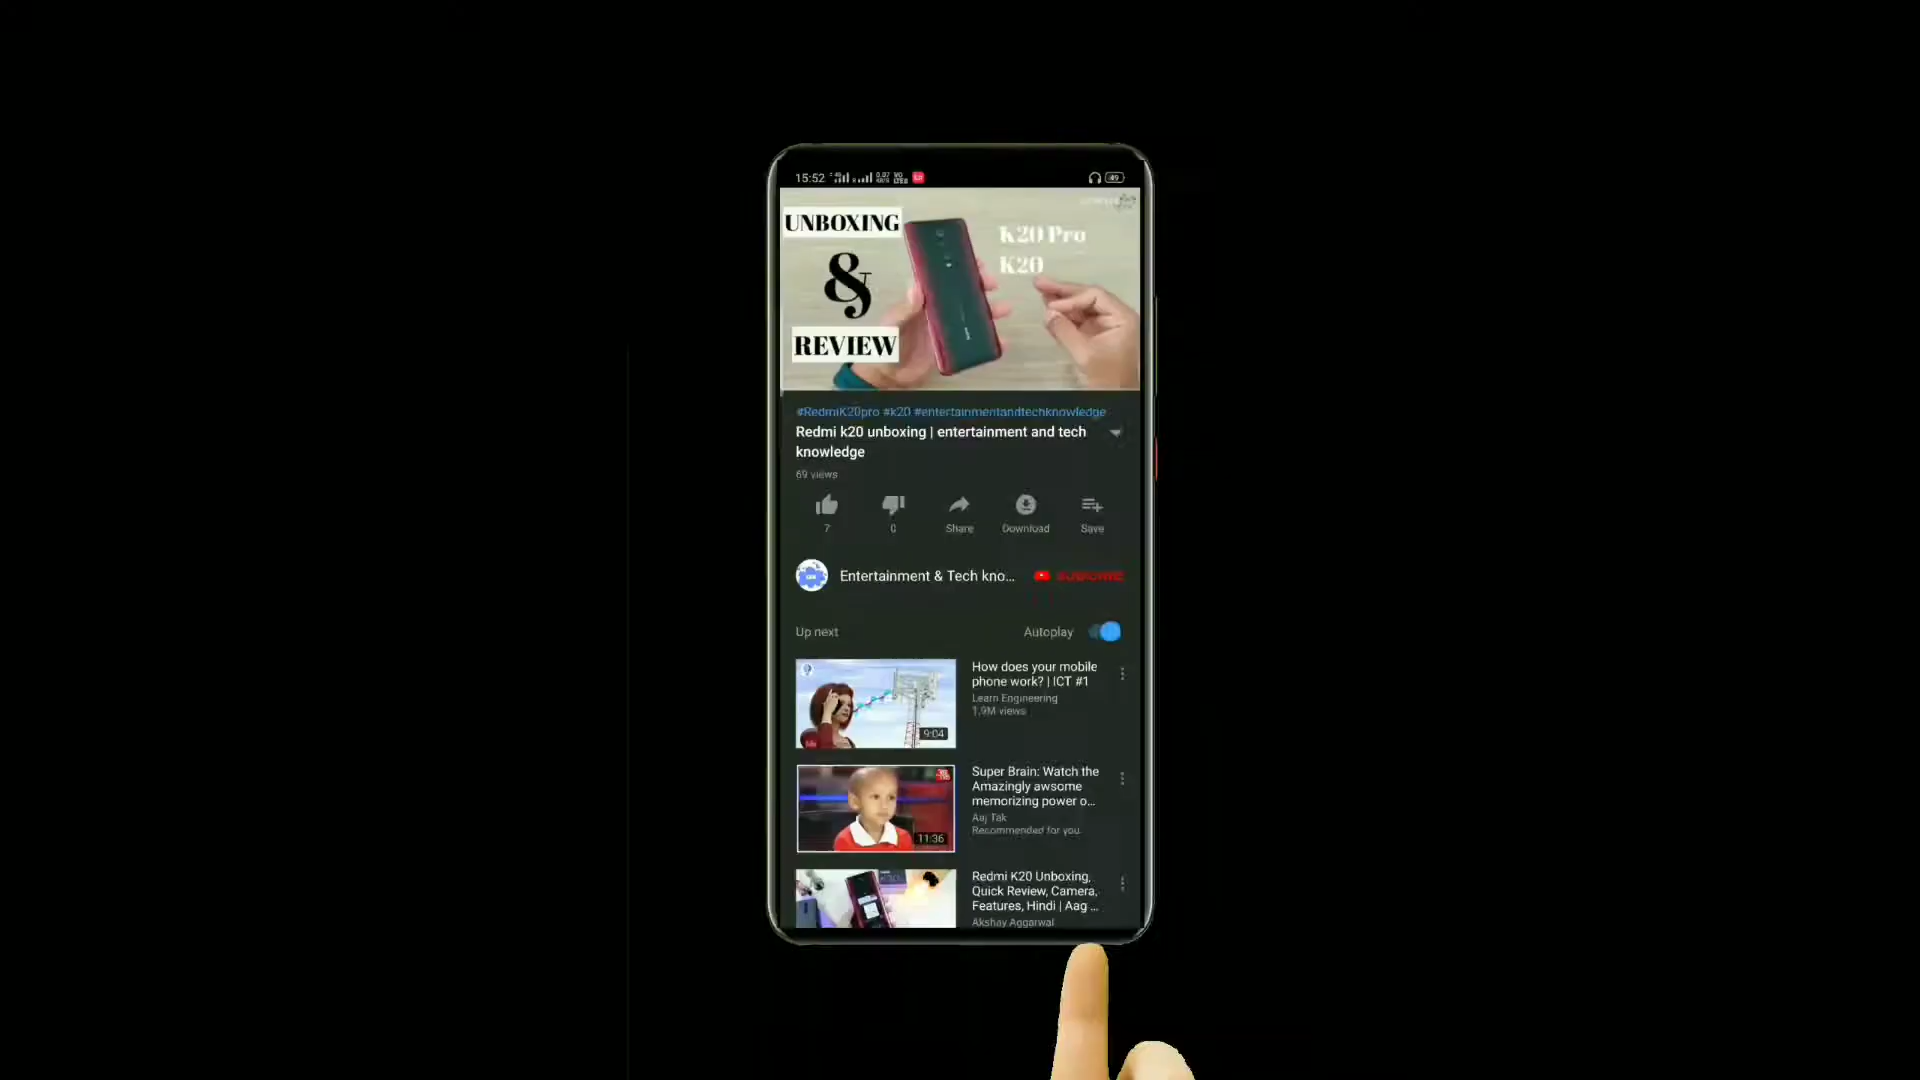 15:52
49
UNBOXING
&
REVIEW
K20 Pro
K20
#RedmiK20pro #k20 #entertainmentandtechknowledge
Redmi k20 unboxing | entertainment and tech
knowledge
69 views
7
0
Share
Download
Save
Entertainment & Tech kno...
SUBSCRIBE
Up next
Autoplay
How does your mobile
phone work? | ICT #1
Learn Engineering
1.9M views
9:04
Super Brain: Watch the
Amazingly awsome
memorizing power o...
Aaj Tak
Recommended for you
11:36
Redmi K20 Unboxing,
Quick Review, Camera,
Features, Hindi | Aag ...
Akshay Aggarwal